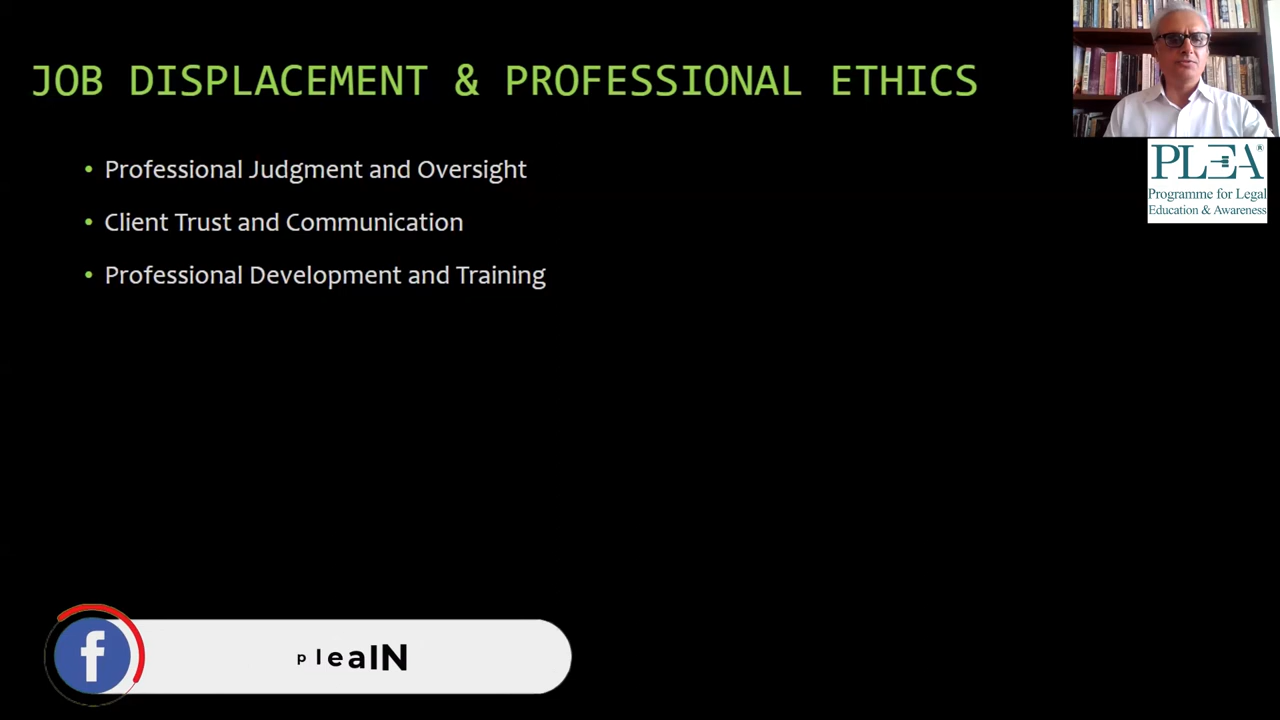 JOB DISPLACEMENT & PROFESSIONAL ETHICS
• Professional Judgment and Oversight
• Client Trust and Communication
• Professional Development and Training
PLEA®
Programme for Legal
Education & Awareness
f
pleaIN